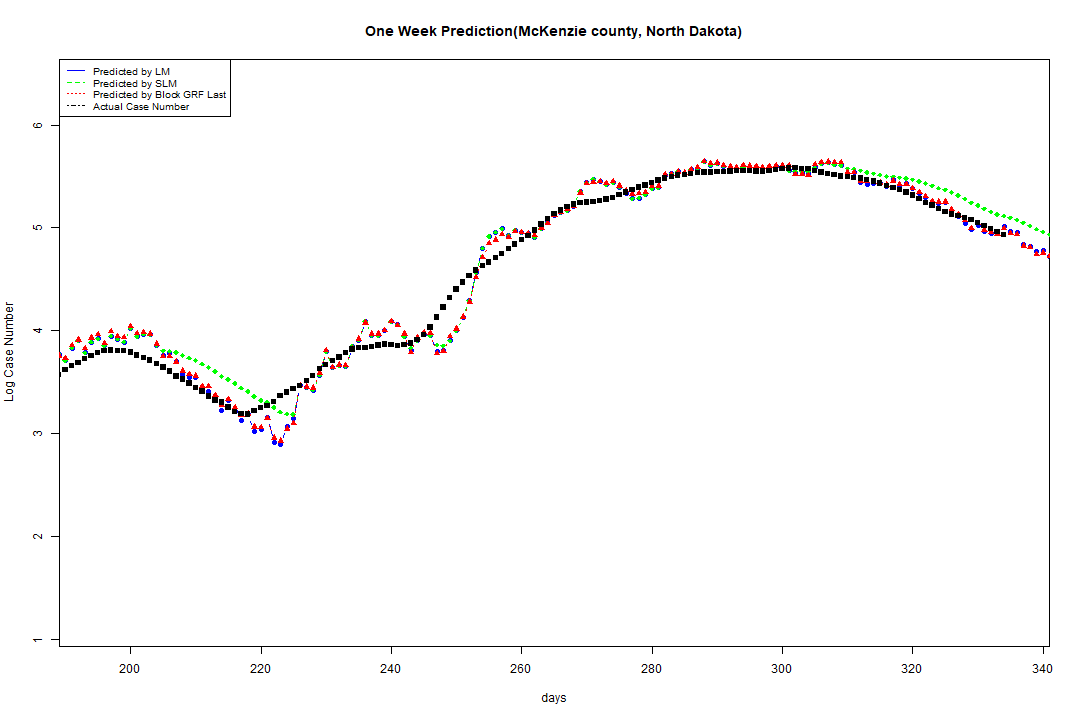 One Week Prediction(McKenzie county, North Dakota)
Predicted by LM
Predicted by SLM
Predicted by Block GRF Last
Actual Case Number
Log Case Number
6
5
4
3
2
1
200 220 240 260 280 300 320 340
days